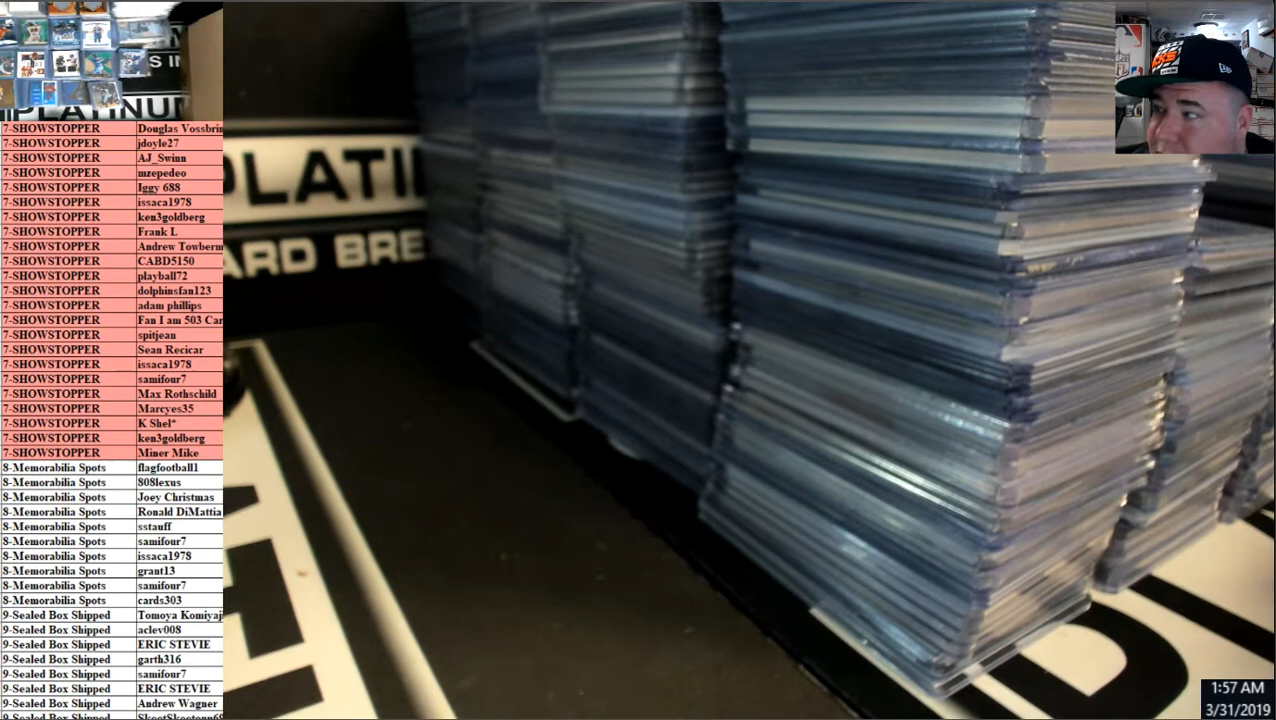 S IN
PLATINUM
7-SHOWSTOPPER Douglas Vossbrin
7-SHOWSTOPPER jdoyle27
7-SHOWSTOPPER AJ_Swinn
7-SHOWSTOPPER mzepedeo
7-SHOWSTOPPER Iggy 688
7-SHOWSTOPPER issaca1978
7-SHOWSTOPPER ken3goldberg
7-SHOWSTOPPER Frank L
7-SHOWSTOPPER Andrew Towberm
7-SHOWSTOPPER CABD5150
7-SHOWSTOPPER playball72
7-SHOWSTOPPER dolphinsfan123
7-SHOWSTOPPER adam phillips
7-SHOWSTOPPER Fan I am 503 Car
7-SHOWSTOPPER spitjean
7-SHOWSTOPPER Sean Recicar
7-SHOWSTOPPER issaca1978
7-SHOWSTOPPER samifour7
7-SHOWSTOPPER Max Rothschild
7-SHOWSTOPPER Marcyes35
7-SHOWSTOPPER K Shel*
7-SHOWSTOPPER ken3goldberg
7-SHOWSTOPPER Miner Mike
8-Memorabilia Spots flagfootball1
8-Memorabilia Spots 808lexus
8-Memorabilia Spots Joey Christmas
8-Memorabilia Spots Ronald DiMattia
8-Memorabilia Spots sstauff
8-Memorabilia Spots samifour7
8-Memorabilia Spots issaca1978
8-Memorabilia Spots grant13
8-Memorabilia Spots samifour7
8-Memorabilia Spots cards303
9-Sealed Box Shipped Tomoya Komiyaj
9-Sealed Box Shipped aclev008
9-Sealed Box Shipped ERIC STEVIE
9-Sealed Box Shipped garth316
9-Sealed Box Shipped samifour7
9-Sealed Box Shipped ERIC STEVIE
9-Sealed Box Shipped Andrew Wagner
9-Sealed Box Shipped
PLATI
ARD BRE
1:57 AM
3/31/2019